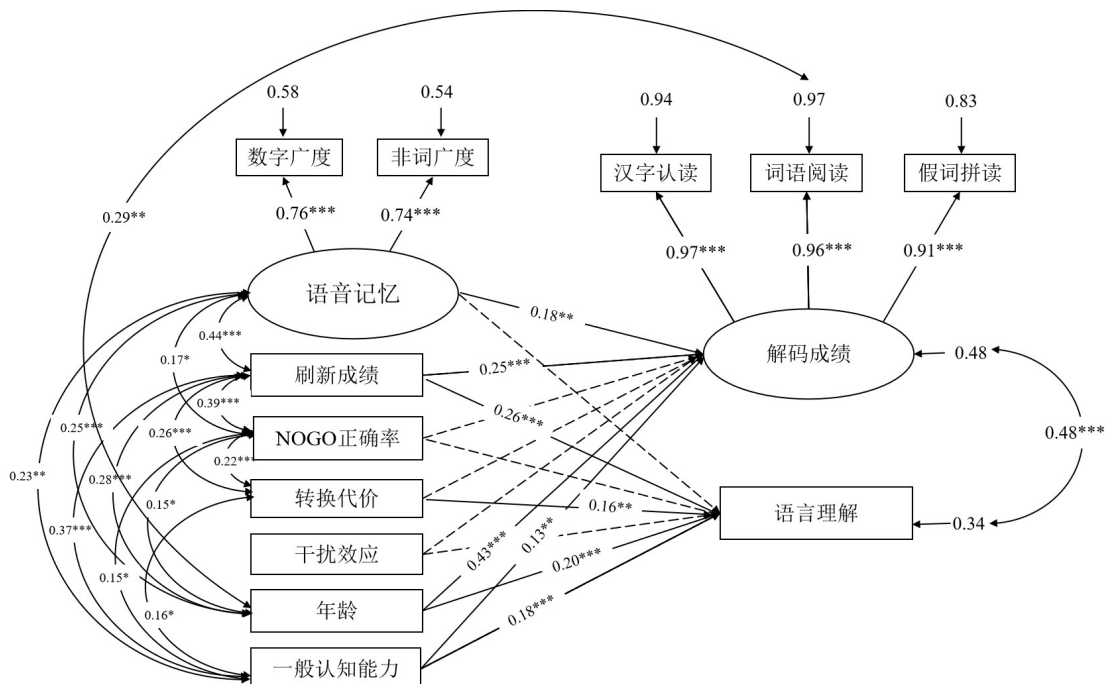 0.58
0.54
0.94
0.97
0.83
数字广度
非词广度
汉字认读
词语阅读
假词拼读
0.29**
0.76***
0.74***
0.97***
0.96***
0.91***
语音记忆
0.18**
0.44***
0.17*
解码成绩
0.48
刷新成绩
0.25***
0.39***
0.26***
0.48***
0.25***
0.26***
NOGO正确率
0.22***
0.23**
0.28***
0.15*
转换代价
0.16**
语言理解
0.34
0.37***
干扰效应
0.43***
0.13**
0.20***
0.15*
0.16*
年龄
0.18***
一般认知能力